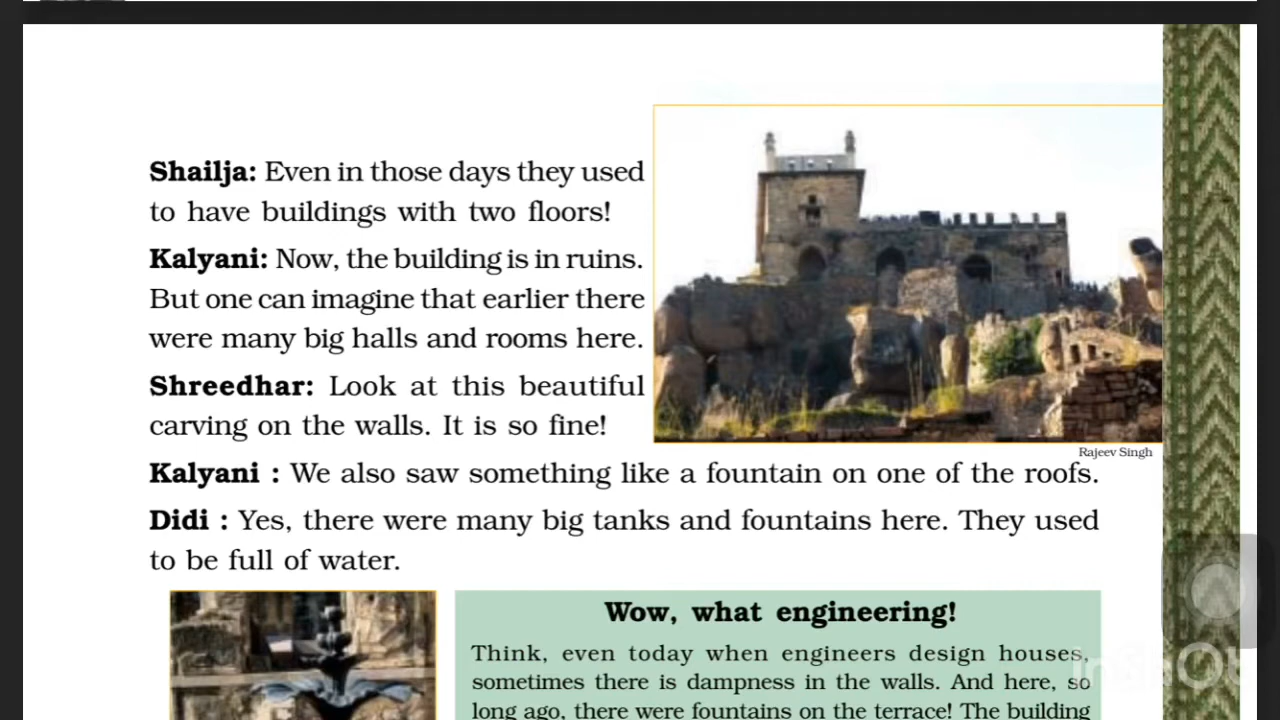 Shailja: Even in those days they used
to have buildings with two floors!
Kalyani: Now, the building is in ruins.
But one can imagine that earlier there
were many big halls and rooms here.
Shreedhar: Look at this beautiful
carving on the walls. It is so fine!
Rajeev Singh
Kalyani : We also saw something like a fountain on one of the roofs.
Didi : Yes, there were many big tanks and fountains here. They used
to be full of water.
Wow, what engineering!
Think, even today when engineers design houses,
sometimes there is dampness in the walls. And here, so
long ago, there were fountains on the terrace! The building
InShOt